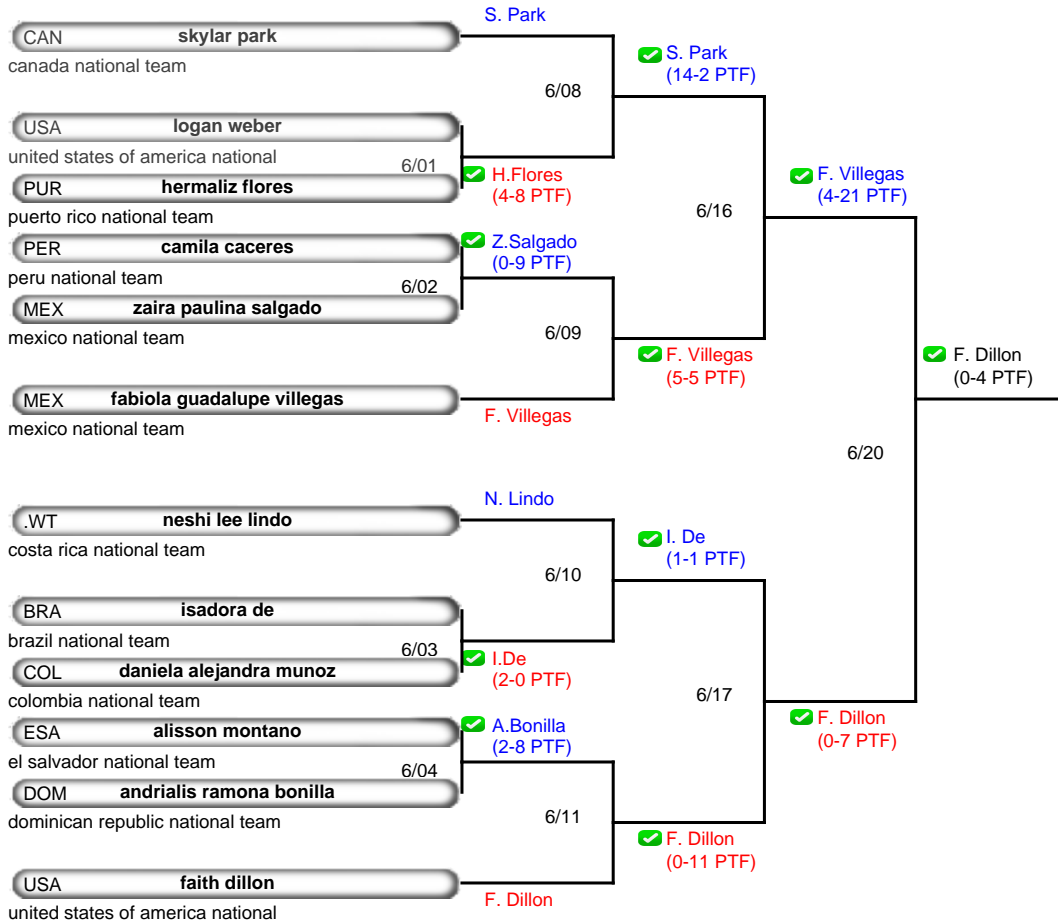 S. Park
CAN skylar park
canada national team
S. Park
(14-2 PTF)
6/08
USA logan weber
united states of america national
6/01
H.Flores
(4-8 PTF)
PUR hermaliz flores
puerto rico national team
F. Villegas
(4-21 PTF)
6/16
PER camila caceres
peru national team
Z.Salgado
(0-9 PTF)
6/02
MEX zaira paulina salgado
mexico national team
6/09
F. Villegas
(5-5 PTF)
MEX fabiola guadalupe villegas
mexico national team
F. Villegas
F. Dillon
(0-4 PTF)
6/20
N. Lindo
.WT neshi lee lindo
costa rica national team
I. De
(1-1 PTF)
6/10
BRA isadora de
brazil national team
6/03
I.De
(2-0 PTF)
COL daniela alejandra munoz
colombia national team
6/17
F. Dillon
(0-7 PTF)
ESA alisson montano
el salvador national team
A.Bonilla
(2-8 PTF)
6/04
DOM andrialis ramona bonilla
dominican republic national team
6/11
F. Dillon
(0-11 PTF)
USA faith dillon
united states of america national
F. Dillon